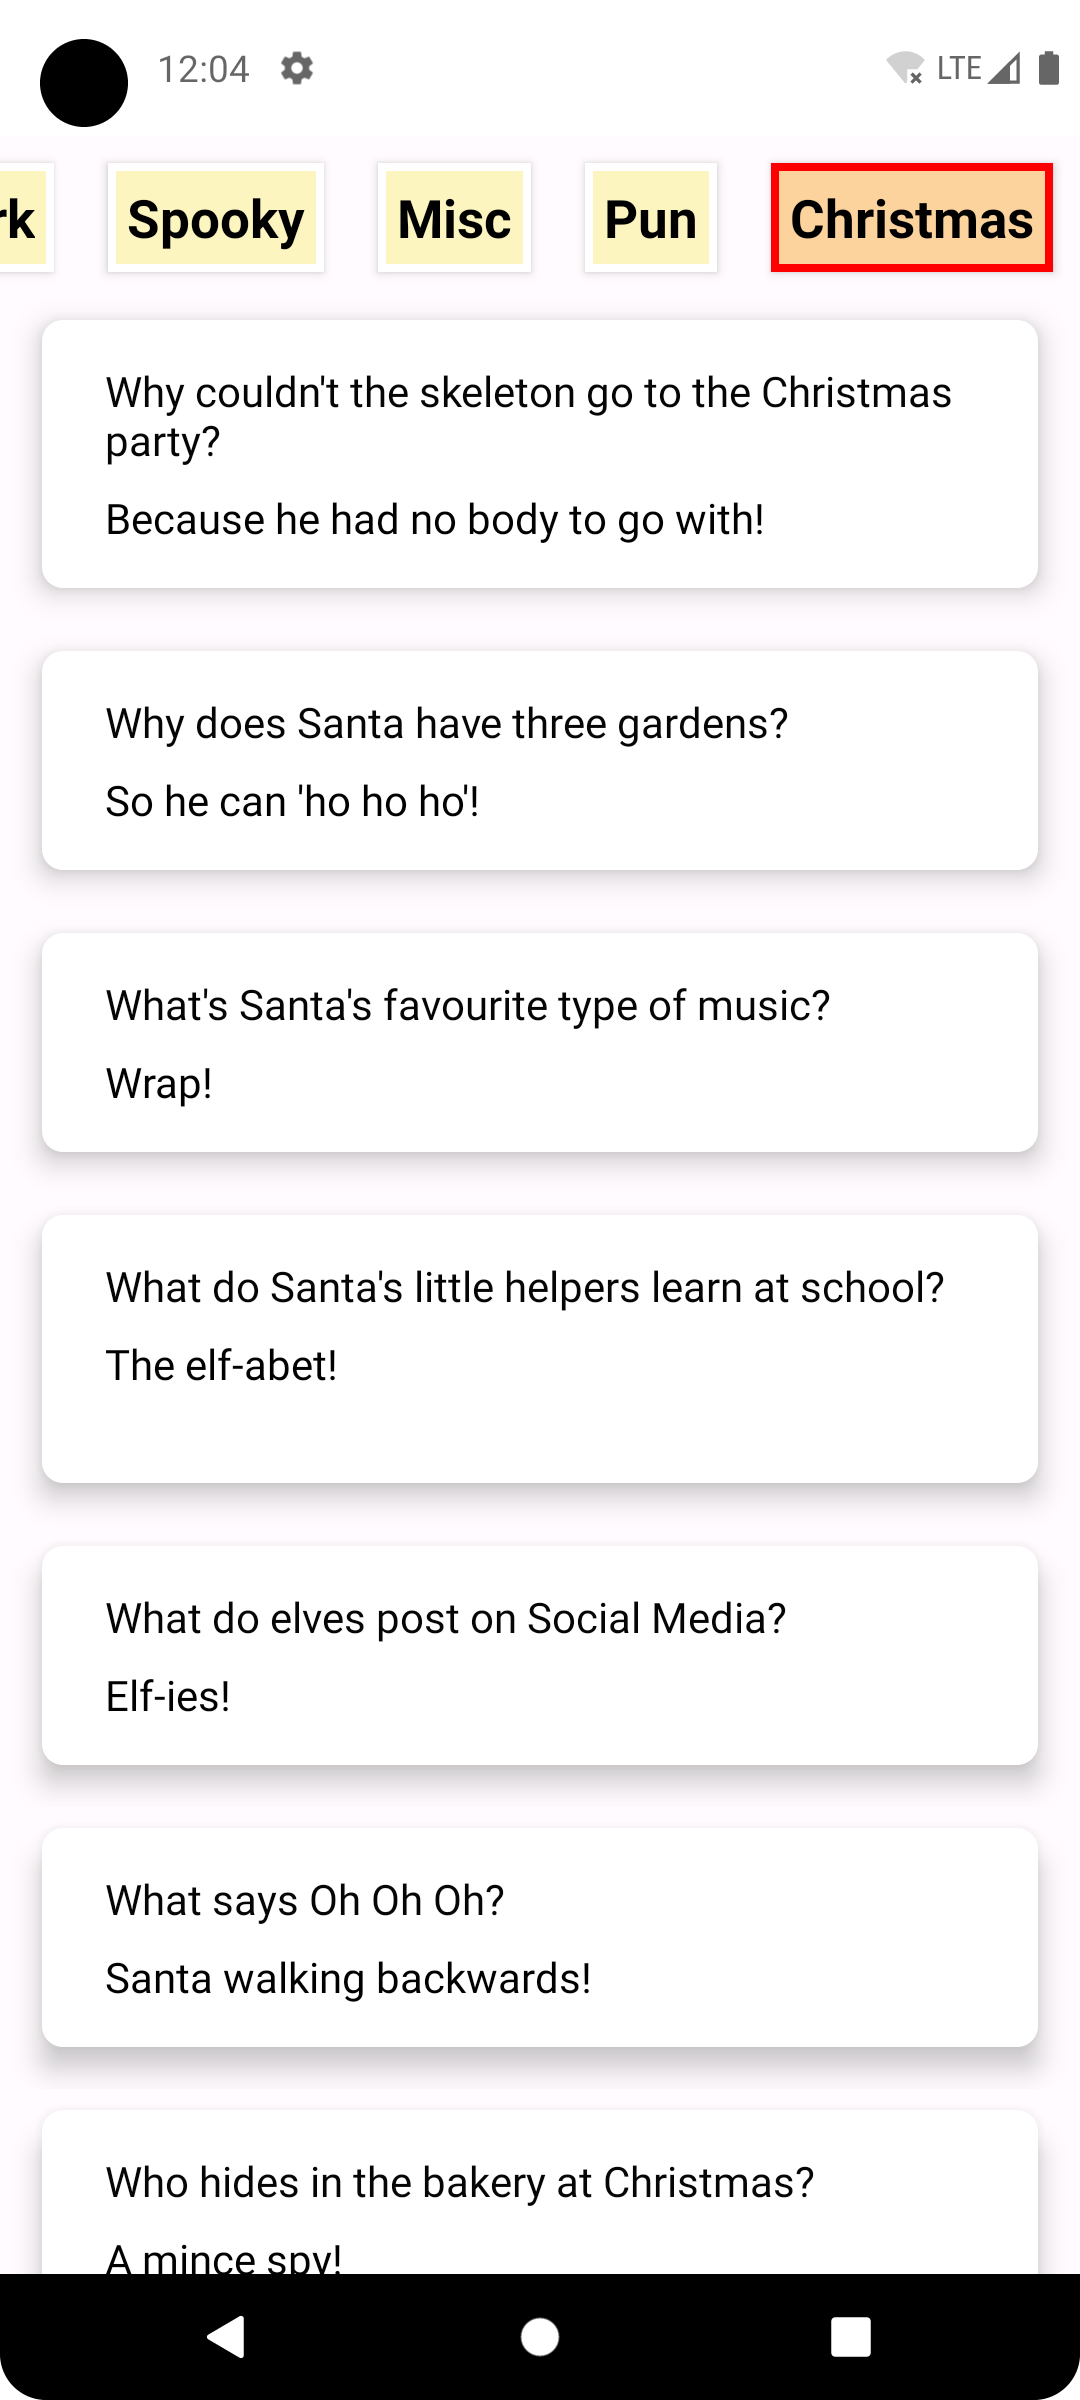 12:04 LTE
rk Spooky Misc Pun Christmas
Why couldn't the skeleton go to the Christmas
party?
Because he had no body to go with!
Why does Santa have three gardens?
So he can 'ho ho ho'!
What's Santa's favourite type of music?
Wrap!
What do Santa's little helpers learn at school?
The elf-abet!
What do elves post on Social Media?
Elf-ies!
What says Oh Oh Oh?
Santa walking backwards!
Who hides in the bakery at Christmas?
A mince spy!